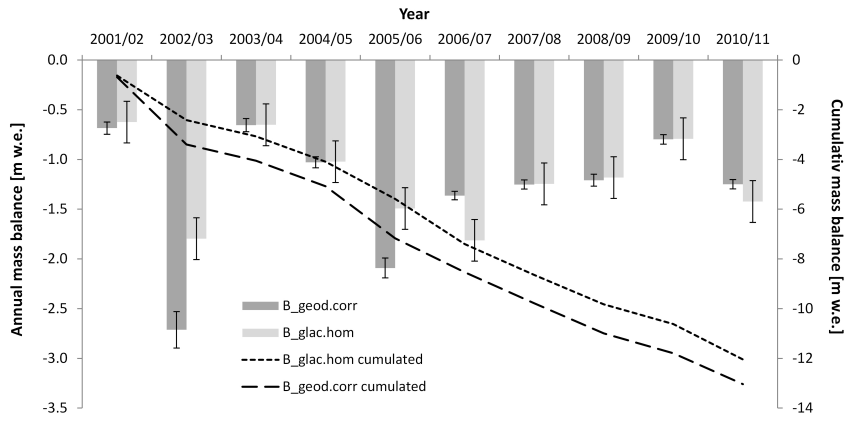 Year
2001/02 2002/03 2003/04 2004/05 2005/06 2006/07 2007/08 2008/09 2009/10 2010/11
Annual mass balance [m w.e.]
0.0
-0.5
-1.0
-1.5
-2.0
-2.5
-3.0
-3.5
B_geod.corr
B_glac.hom
B_glac.hom cumulated
B_geod.corr cumulated
0
-2
-4
-6
-8
-10
-12
-14
Cumulativ mass balance [m w.e.]